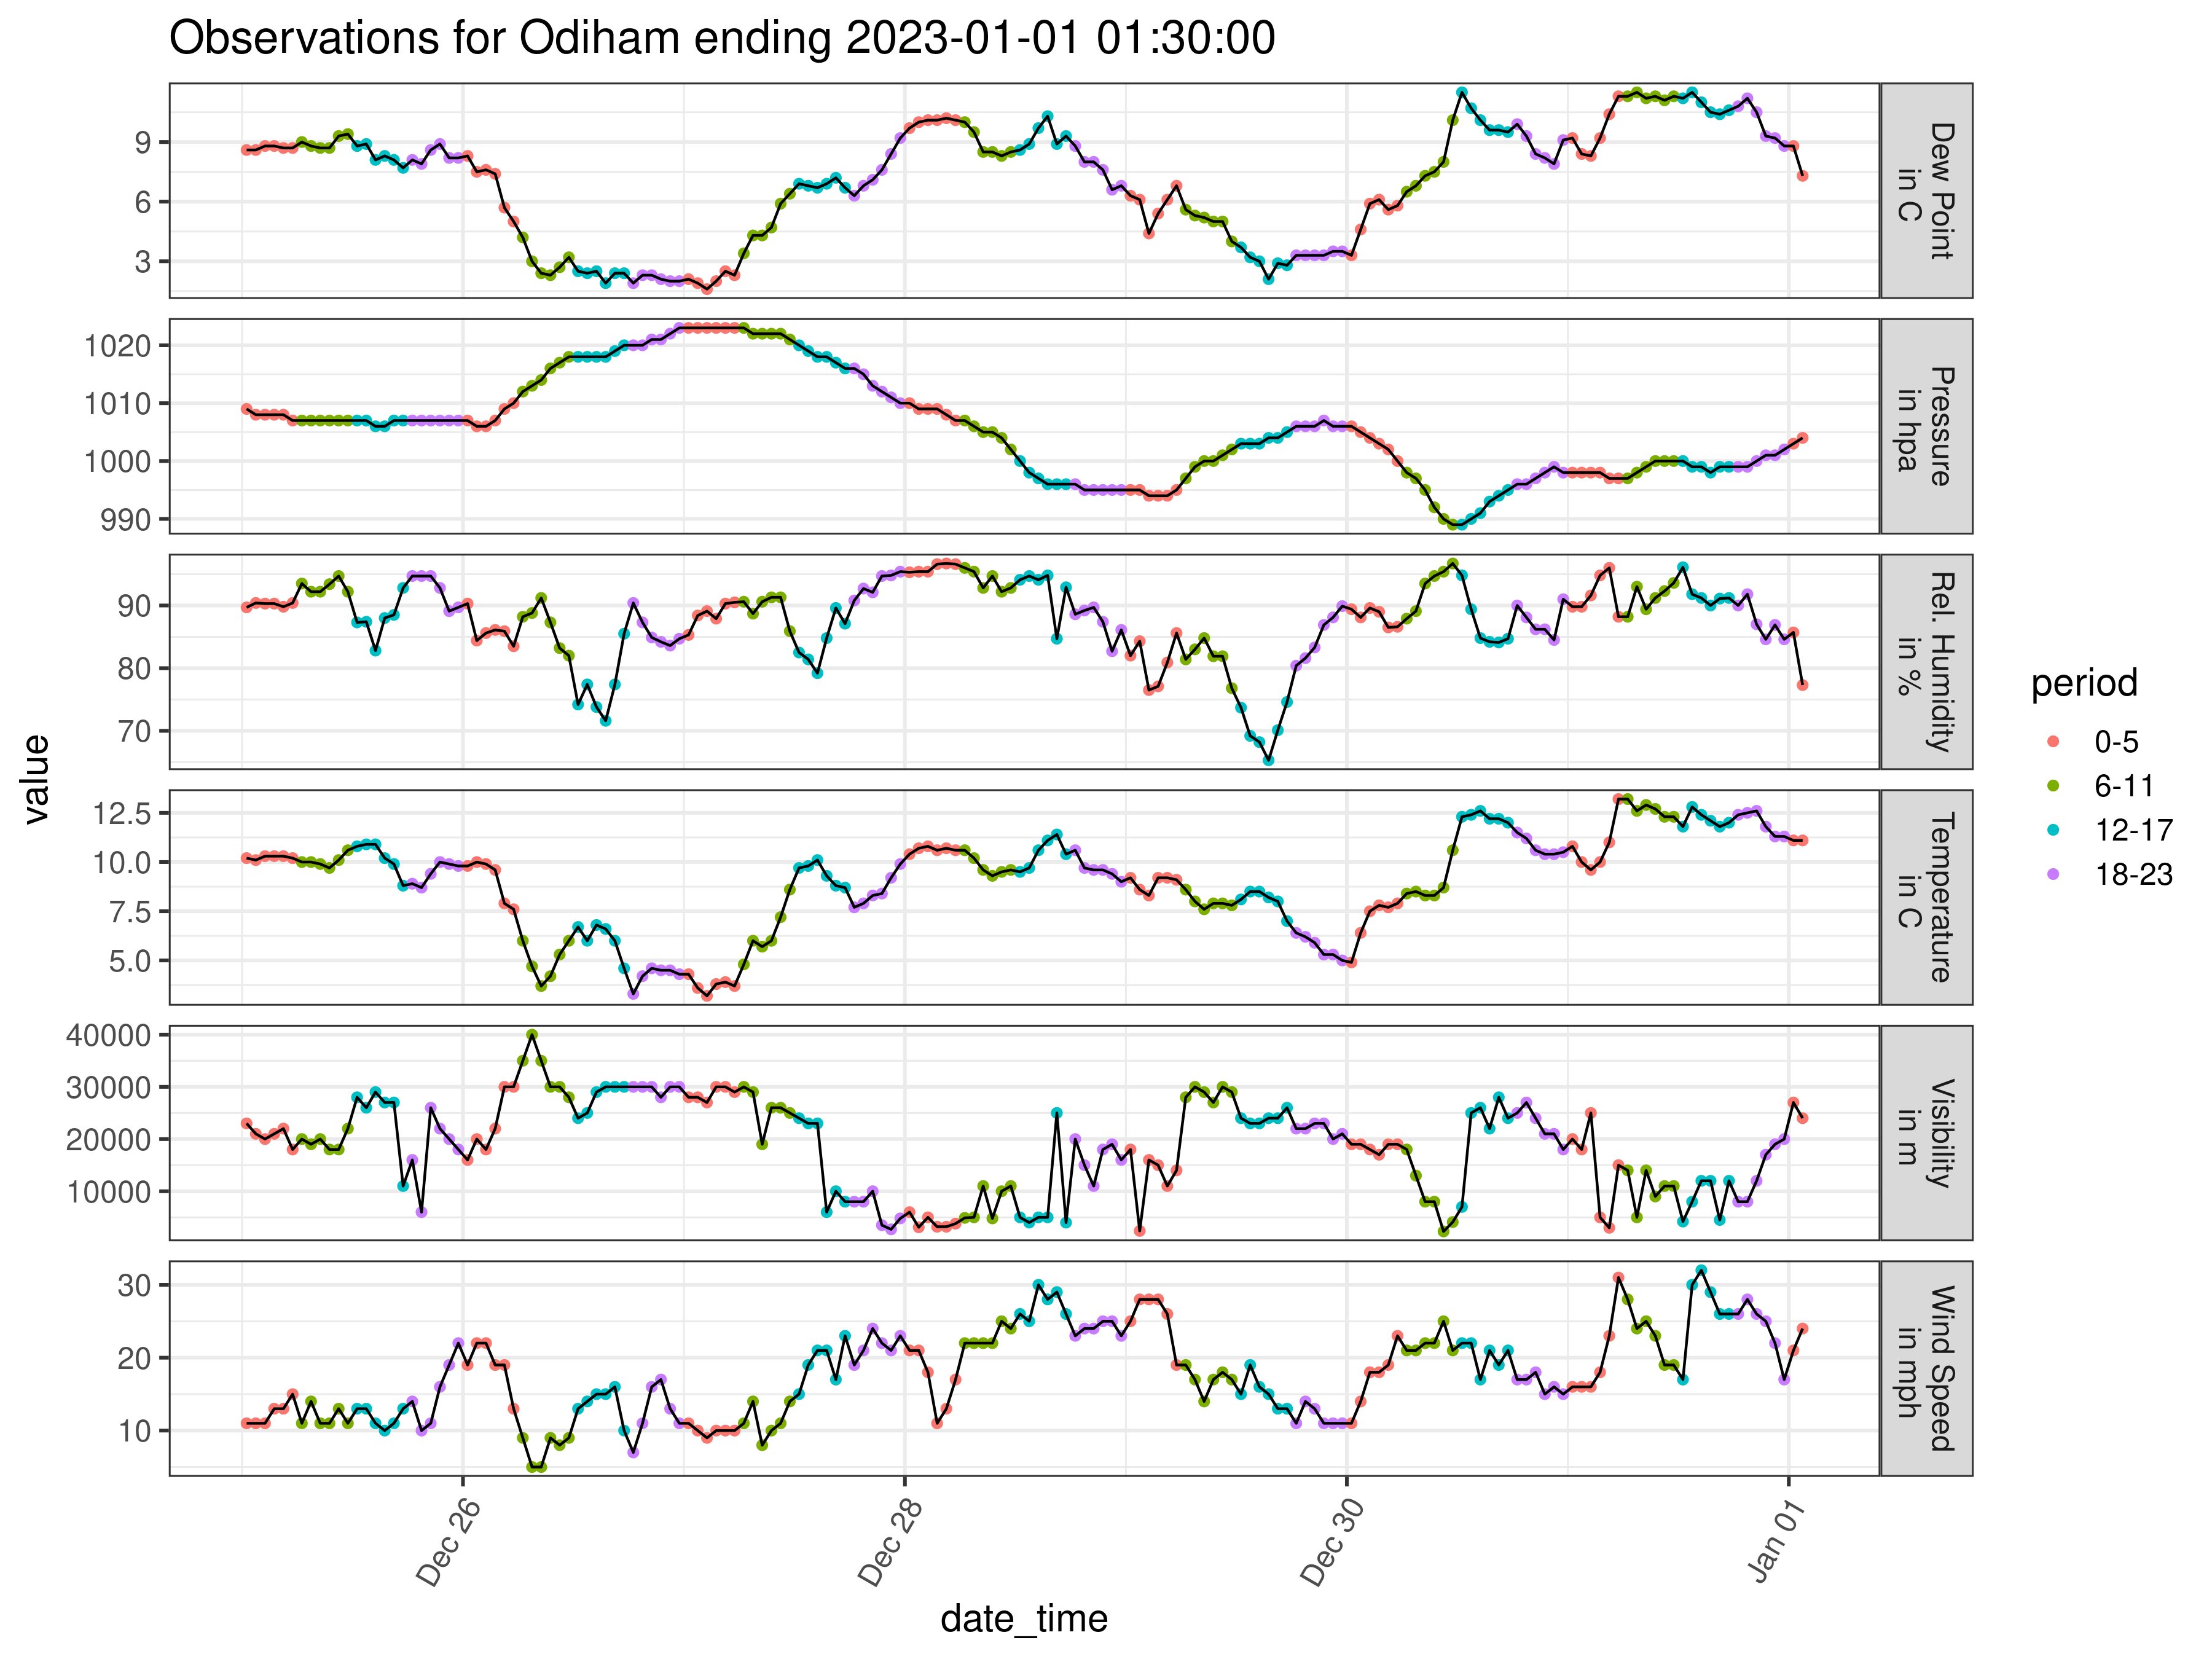 Observations for Odiham ending 2023-01-01 01:30:00
value
9
6
3
Dew Point
in C
1020
1010
1000
990
Pressure
in hpa
90
80
70
Rel. Humidity
in %
12.5
10.0
7.5
5.0
Temperature
in C
40000
30000
20000
10000
Visibility
in m
30
20
10
Wind Speed
in mph
Dec 26
Dec 28
Dec 30
Jan 01
date_time
period
0-5
6-11
12-17
18-23